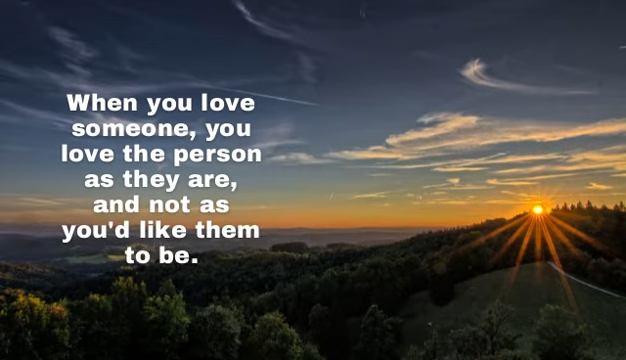 When you love
someone, you
love the person
as they are,
and not as
you'd like them
to be.